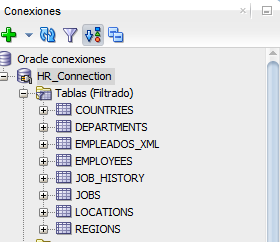 Conexiones
Oracle conexiones
HR_Connection
Tablas (Filtrado)
COUNTRIES
DEPARTMENTS
EMPLEADOS_XML
EMPLOYEES
JOB_HISTORY
JOBS
LOCATIONS
REGIONS